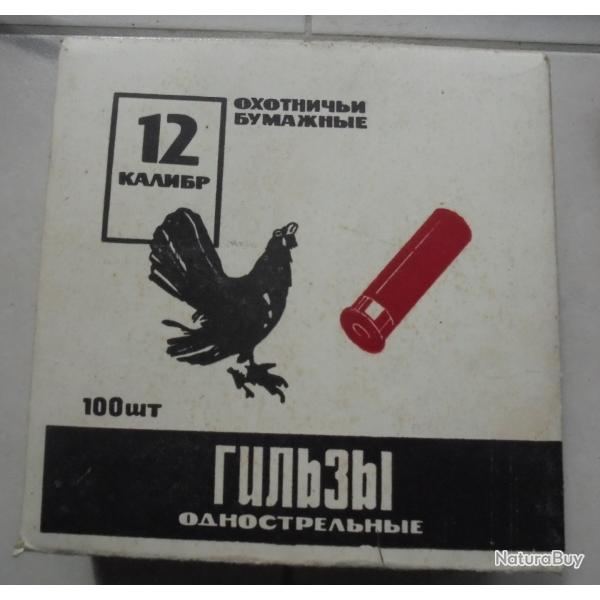 ОХОТНИЧЬИ
БУМАЖНЫЕ
12
КАЛИБР
100шт
ГИЛЬЗЫ
ОДНОСТРЕЛЬНЫЕ
NaturaBuy